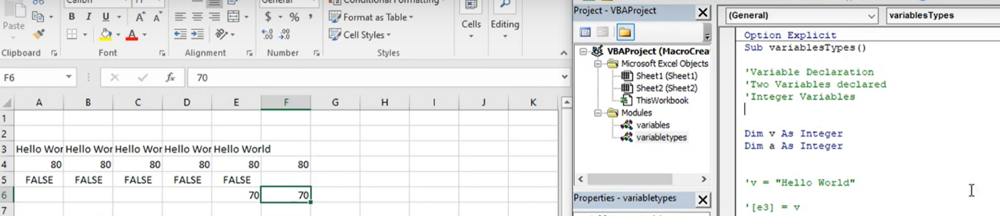 Calibri 11 General Conditional Formatting
Paste B I U A A $ % Format as Table
Cells Editing
Cell Styles
Clipboard Font Alignment Number Styles
F6 fx 70
A B C D E F G H I J K
1
2
3 Hello Wor Hello Wor Hello Wor Hello Wor Hello World
4 80 80 80 80 80 80
5 FALSE FALSE FALSE FALSE FALSE
6 70 70
7
Project - VBAProject
VBAProject (MacroCrea
Microsoft Excel Objects
Sheet1 (Sheet1)
Sheet2 (Sheet2)
ThisWorkbook
Modules
variables
variabletypes
Properties - variabletypes
(General) variablesTypes
Option Explicit
Sub variablesTypes()
'Variable Declaration
'Two Variables declared
'Integer Variables
Dim v As Integer
Dim a As Integer
'v = "Hello World"
'[e3] = v